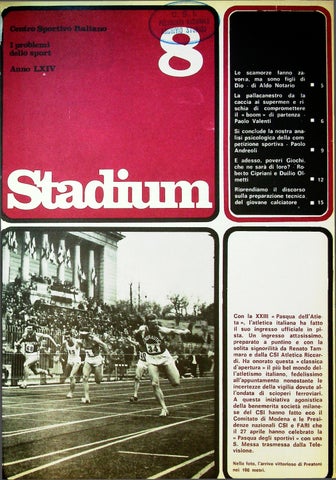 Centro Sportivo Italiano
I problemi
dello sport
Anno LXIV
8
Stadium
Le scamorze fanno za-
vorra, ma sono figli di
Dio - di Aldo Notario ■ 5
La pallacanestro da la
caccia ai supermen e ri-
schia di compromettere
il « boom » di partenza -
Paolo Valenti ■ 6
Si conclude la nostra ana-
lisi psicologica della com-
petizione sportiva - Paolo
Andreoli ■ 9
E adesso, poveri Giochi,
che ne sarà di loro? - Ro-
berto Cipriani e Duilio Ol-
metti ■ 12
Riprendiamo il discorso
sulla preparazione tecnica
del giovane calciatore ■ 15
Con la XXIII « Pasqua dell'Atle-
ta », l'atletica italiana ha fatto
il suo ingresso ufficiale in pi-
sta. Un ingresso attesissimo,
preparato a puntino e con la
solita signorilità da Renato Tam-
maro e dalla CSI Atletica Riccar-
di. Ha onorato questa « classica
d'apertura » il più bel mondo del-
l'atletismo italiano, fedelissimo
all'appuntamento nonostante le
incertezze della vigilia dovute al-
l'ondata di scioperi ferroviari.
A questa iniziativa agonistica
della benemerita società milane-
se del CSI hanno fatto eco il
Comitato di Modena e le Presi-
denze nazionali CSI e FARI che
il 27 aprile hanno celebrato la
« Pasqua degli sportivi » con una
S. Messa trasmessa dalla Tele-
visione.
Nella foto, l'arrivo vittorioso di Preatoni
nei 100 metri.